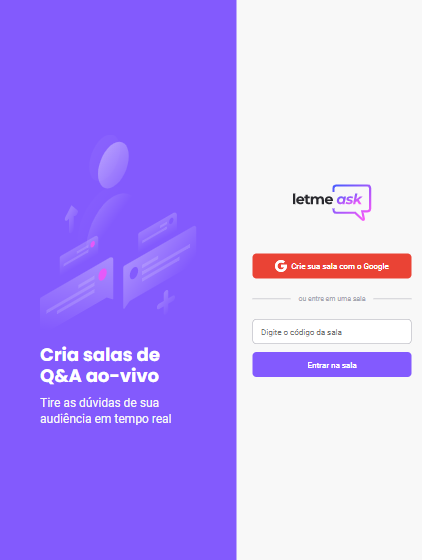 Cria salas de
Q&A ao-vivo
Tire as dúvidas de sua
audiência em tempo real
letme ask
G Crie sua sala com o Google
ou entre em uma sala
Digite o código da sala
Entrar na sala